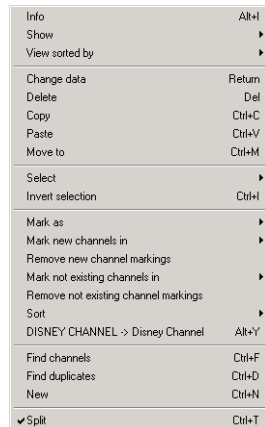 Info Alt+I
Show
View sorted by
Change data Return
Delete Del
Copy Ctrl+C
Paste Ctrl+V
Move to Ctrl+M
Select
Invert selection Ctrl+I
Mark as
Mark new channels in
Remove new channel markings
Mark not existing channels in
Remove not existing channel markings
Sort
DISNEY CHANNEL -> Disney Channel Alt+Y
Find channels Ctrl+F
Find duplicates Ctrl+D
New Ctrl+N
Split Ctrl+T